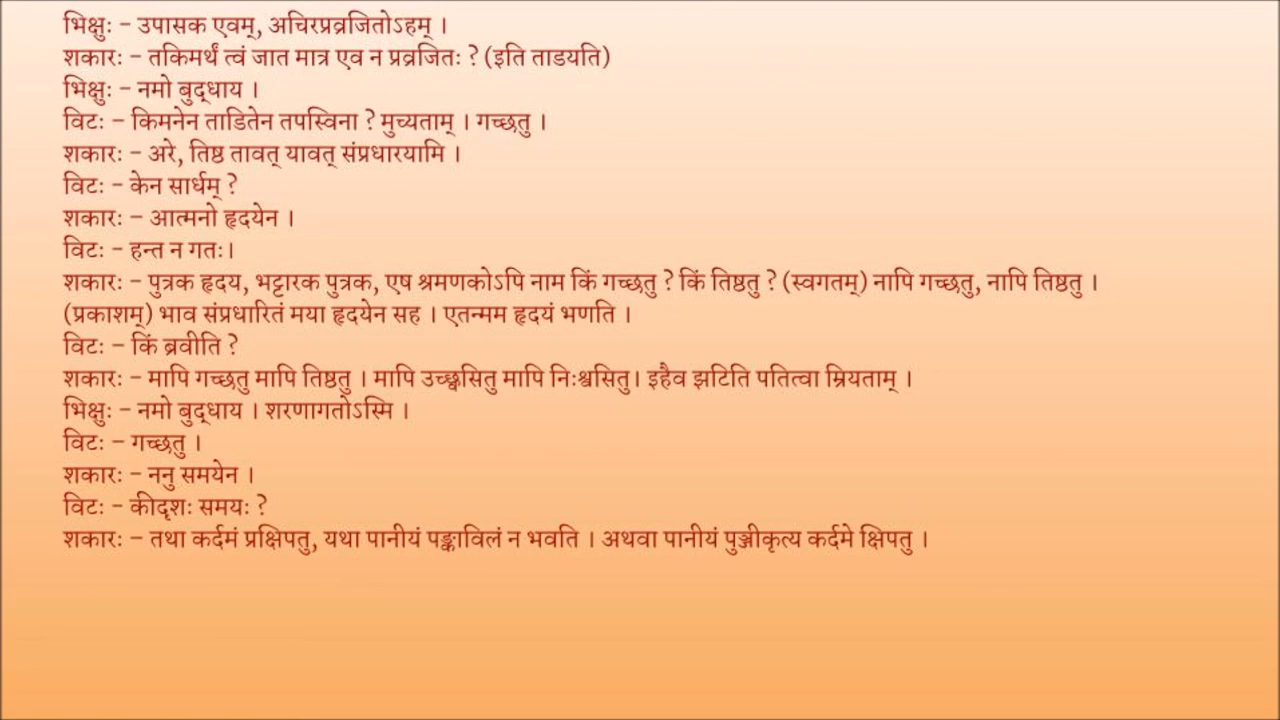 भिक्षुः – उपासक एवम्, अचिरप्रव्रजितोऽहम् ।
शकारः – तकिमर्थं त्वं जात मात्र एव न प्रव्रजितः ? (इति ताडयति)
भिक्षुः – नमो बुद्धाय ।
विटः – किमनेन ताडितेन तपस्विना ? मुच्यताम् । गच्छतु ।
शकारः – अरे, तिष्ठ तावत् यावत् संप्रधारयामि ।
विटः – केन सार्धम् ?
शकारः – आत्मनो हृदयेन ।
विटः – हन्त न गतः।
शकारः – पुत्रक हृदय, भट्टारक पुत्रक, एष श्रमणकोऽपि नाम किं गच्छतु ? किं तिष्ठतु ? (स्वगतम्) नापि गच्छतु, नापि तिष्ठतु ।
(प्रकाशम्) भाव संप्रधारितं मया हृदयेन सह । एतन्मम हृदयं भणति ।
विटः – किं ब्रवीति ?
शकारः – मापि गच्छतु मापि तिष्ठतु । मापि उच्छ्वसितु मापि निःश्वसितु। इहैव झटिति पतित्वा म्रियताम् ।
भिक्षुः – नमो बुद्धाय । शरणागतोऽस्मि ।
विटः – गच्छतु ।
शकारः – ननु समयेन ।
विटः – कीदृशः समयः ?
शकारः – तथा कर्दमं प्रक्षिपतु, यथा पानीयं पङ्काविलं न भवति । अथवा पानीयं पुञ्जीकृत्य कर्दमे क्षिपतु ।